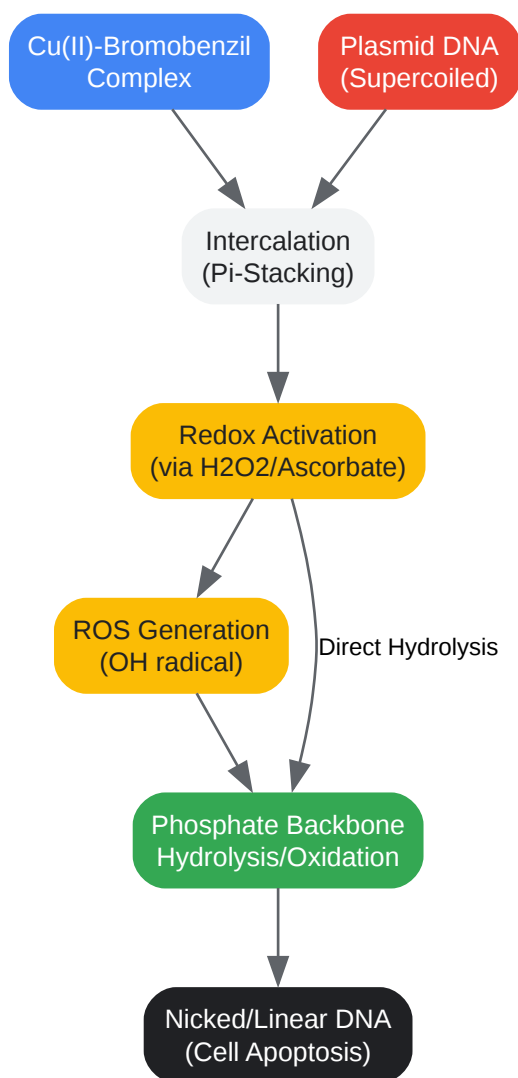 Cu(II)-Bromobenzil
Complex
Plasmid DNA
(Supercoiled)
Intercalation
(Pi-Stacking)
Redox Activation
(via H2O2/Ascorbate)
ROS Generation
(OH radical)
Direct Hydrolysis
Phosphate Backbone
Hydrolysis/Oxidation
Nicked/Linear DNA
(Cell Apoptosis)